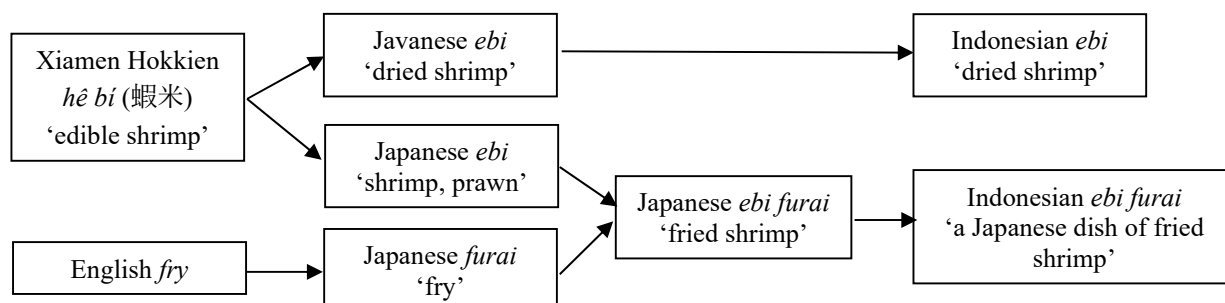 Xiamen Hokkien
hê bí (蝦米)
‘edible shrimp’
Javanese ebi
‘dried shrimp’
Indonesian ebi
‘dried shrimp’
Japanese ebi
‘shrimp, prawn’
Japanese ebi furai
‘fried shrimp’
Indonesian ebi furai
‘a Japanese dish of fried
shrimp’
English fry
Japanese furai
‘fry’